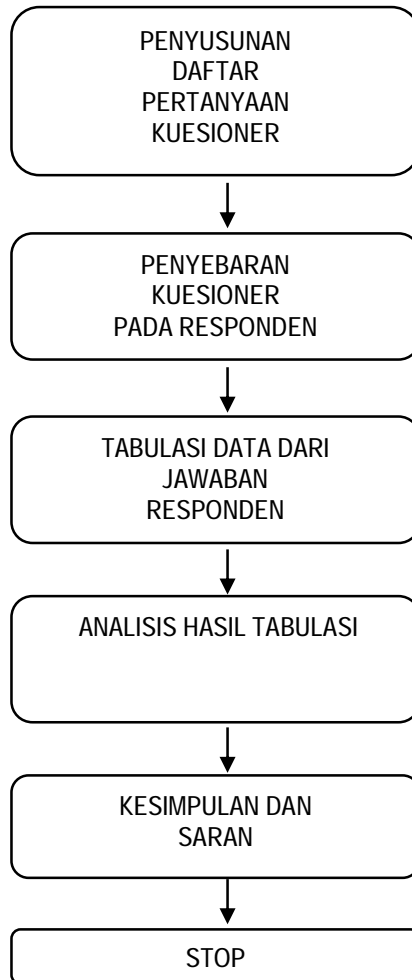 PENYUSUNAN
DAFTAR
PERTANYAAN
KUESIONER
PENYEBARAN
KUESIONER
PADA RESPONDEN
TABULASI DATA DARI
JAWABAN
RESPONDEN
ANALISIS HASIL TABULASI
KESIMPULAN DAN
SARAN
STOP